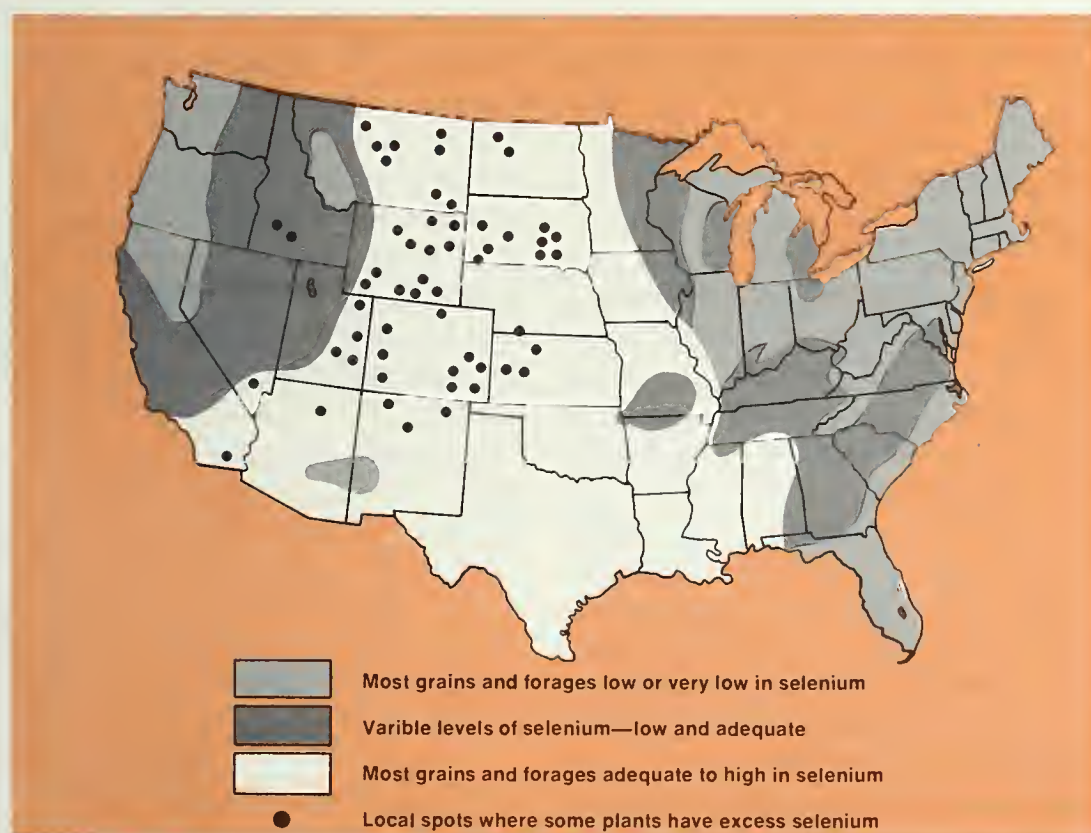 Most grains and forages low or very low in selenium
Varible levels of selenium—low and adequate
Most grains and forages adequate to high in selenium
Local spots where some plants have excess selenium